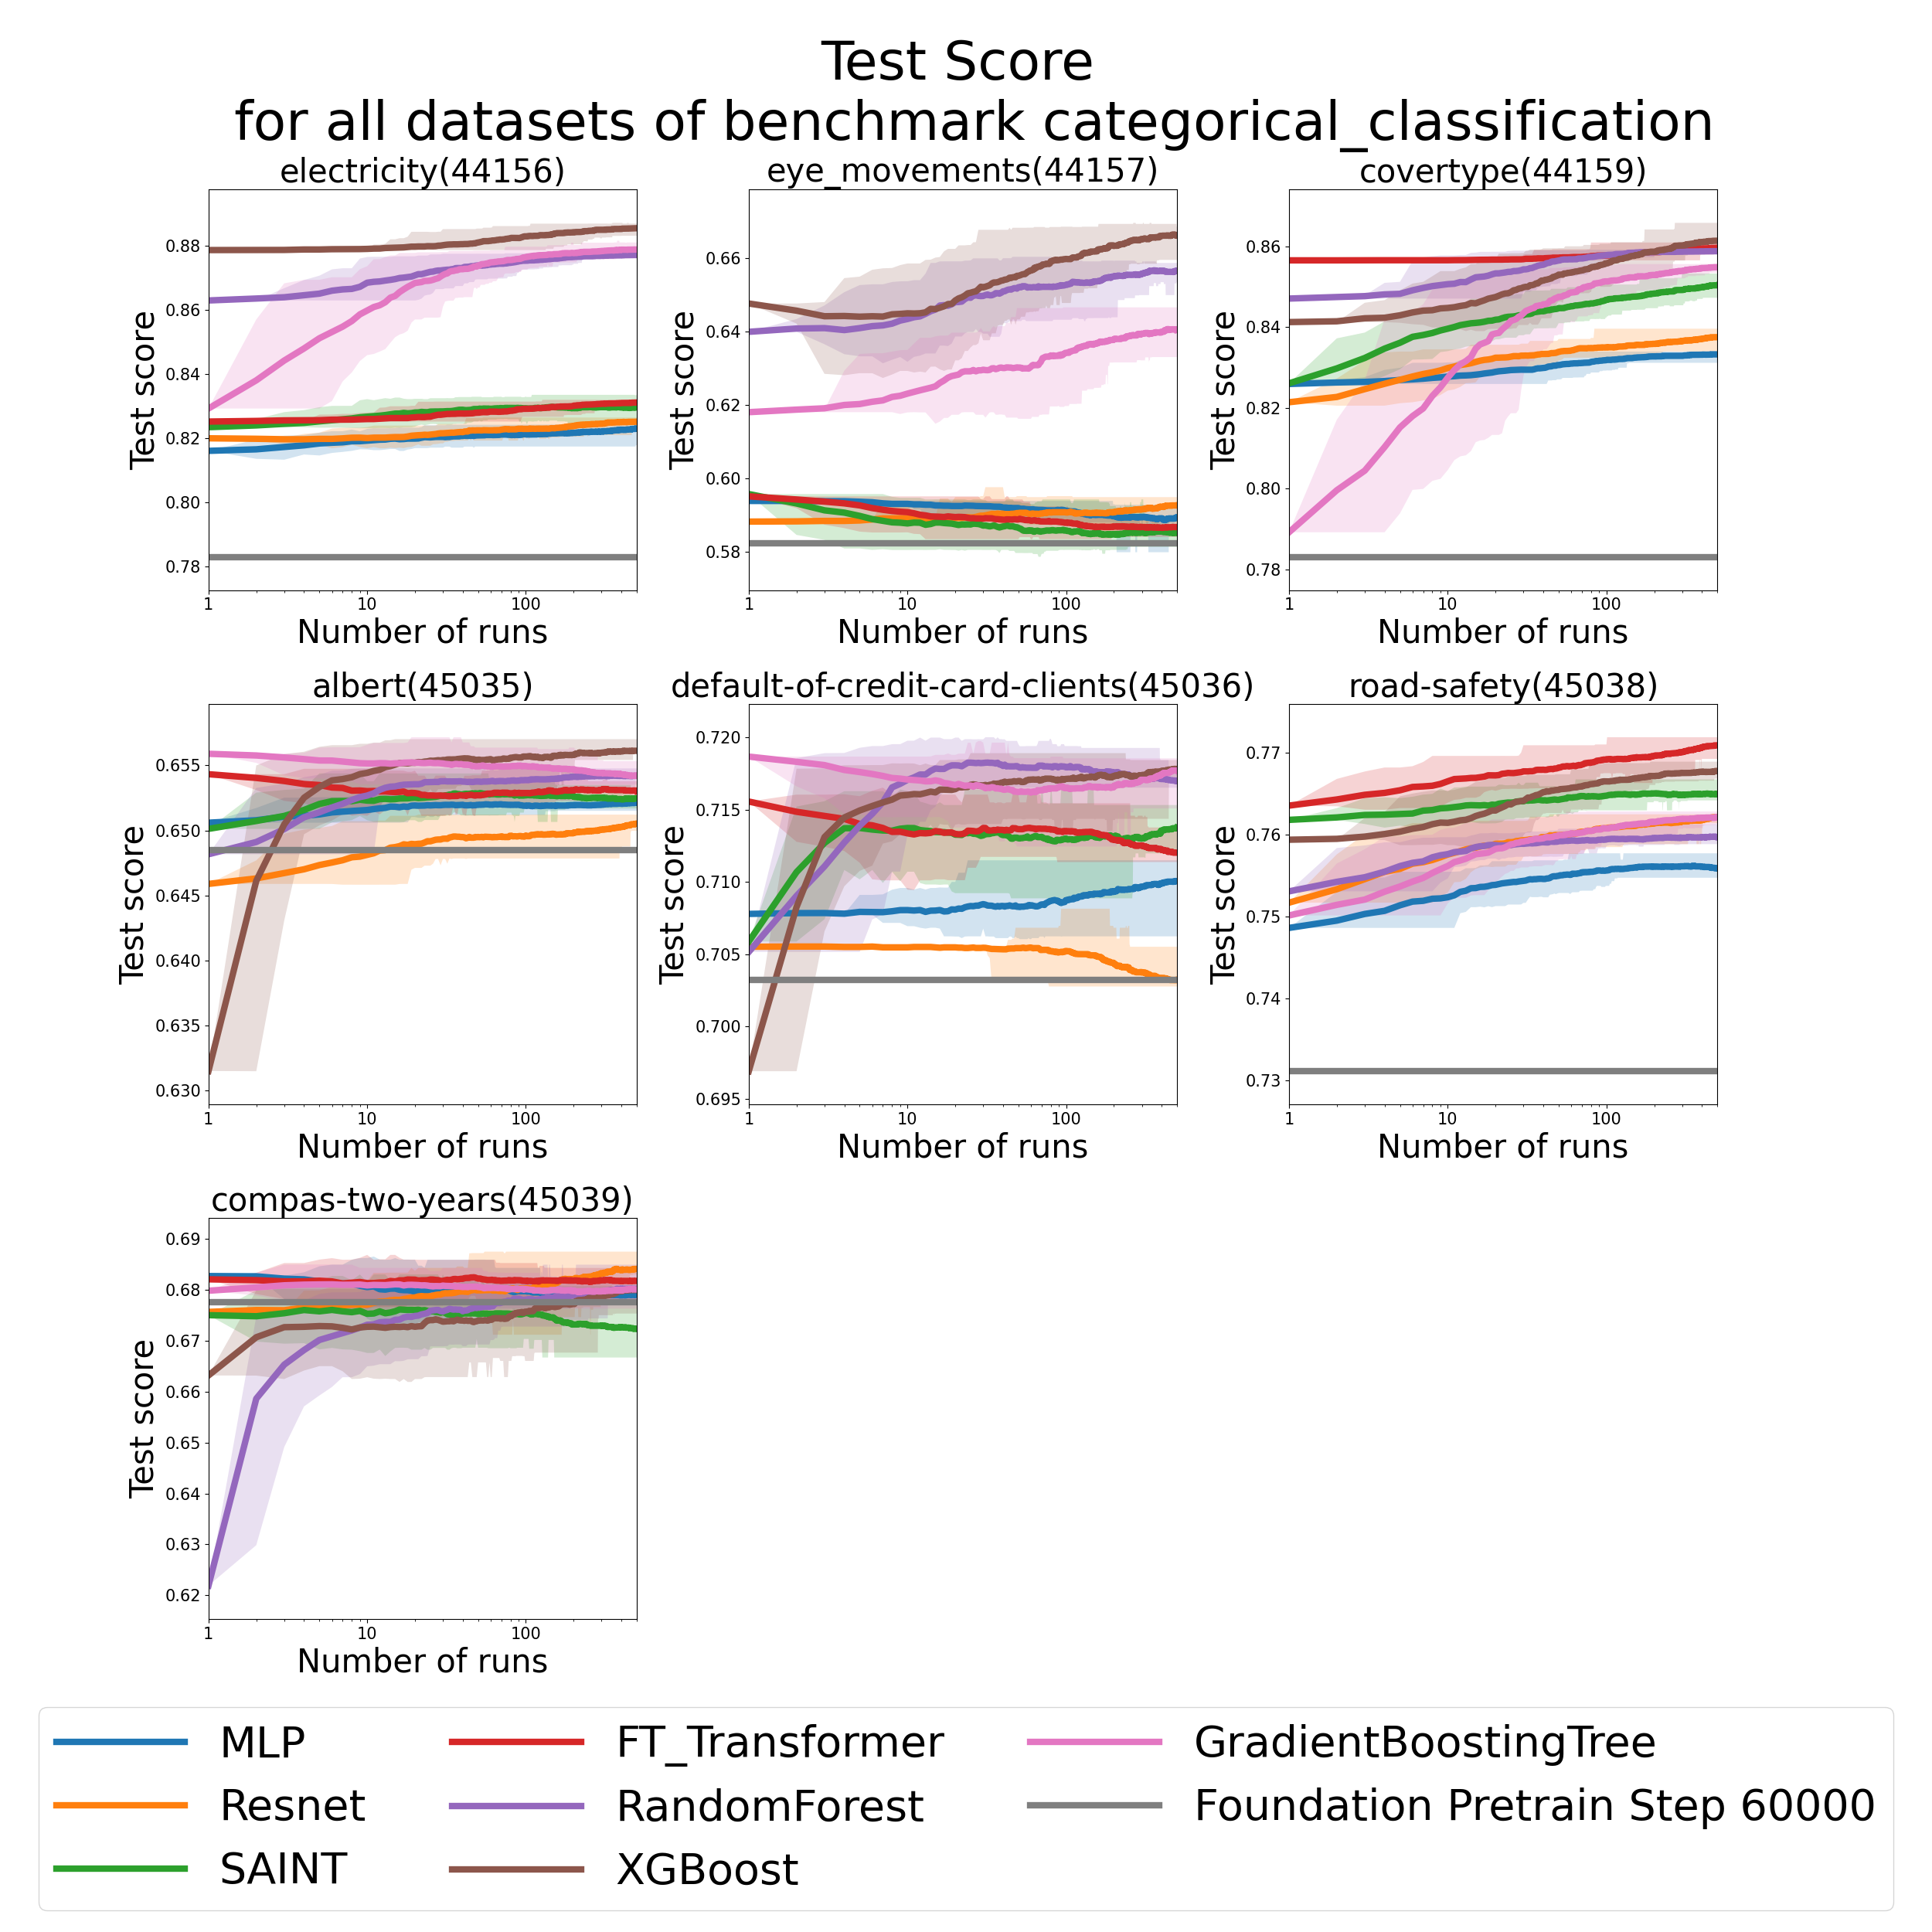 Test Score
for all datasets of benchmark categorical_classification
electricity(44156)
eye_movements(44157)
covertype(44159)
Test score
0.88
0.86
0.84
0.82
0.80
0.78
1
10
100
Number of runs
Test score
0.66
0.64
0.62
0.60
0.58
1
10
100
Number of runs
Test score
0.86
0.84
0.82
0.80
0.78
1
10
100
Number of runs
albert(45035)
default-of-credit-card-clients(45036)
road-safety(45038)
Test score
0.655
0.650
0.645
0.640
0.635
0.630
1
10
100
Number of runs
Test score
0.720
0.715
0.710
0.705
0.700
0.695
1
10
100
Number of runs
Test score
0.77
0.76
0.75
0.74
0.73
1
10
100
Number of runs
compas-two-years(45039)
Test score
0.69
0.68
0.67
0.66
0.65
0.64
0.63
0.62
1
10
100
Number of runs
MLP
Resnet
SAINT
FT_Transformer
RandomForest
XGBoost
GradientBoostingTree
Foundation Pretrain Step 60000